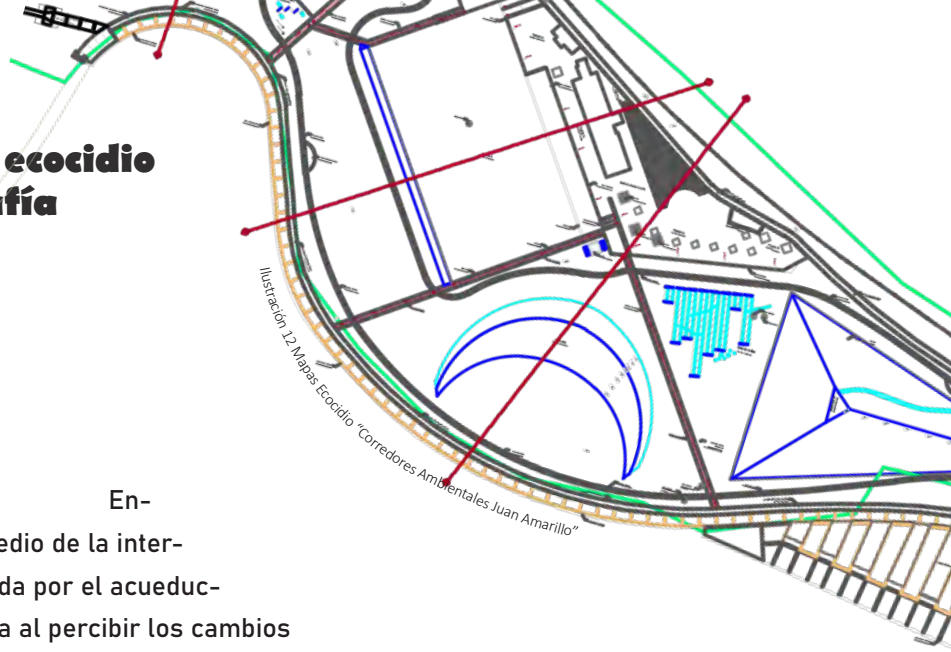 ecocidio
fía
Ilustración 12 Mapas Ecocidio “Corredores Ambientales Juan Amarillo”
En-
edio de la inter-
da por el acueduc-
a al percibir los cambios